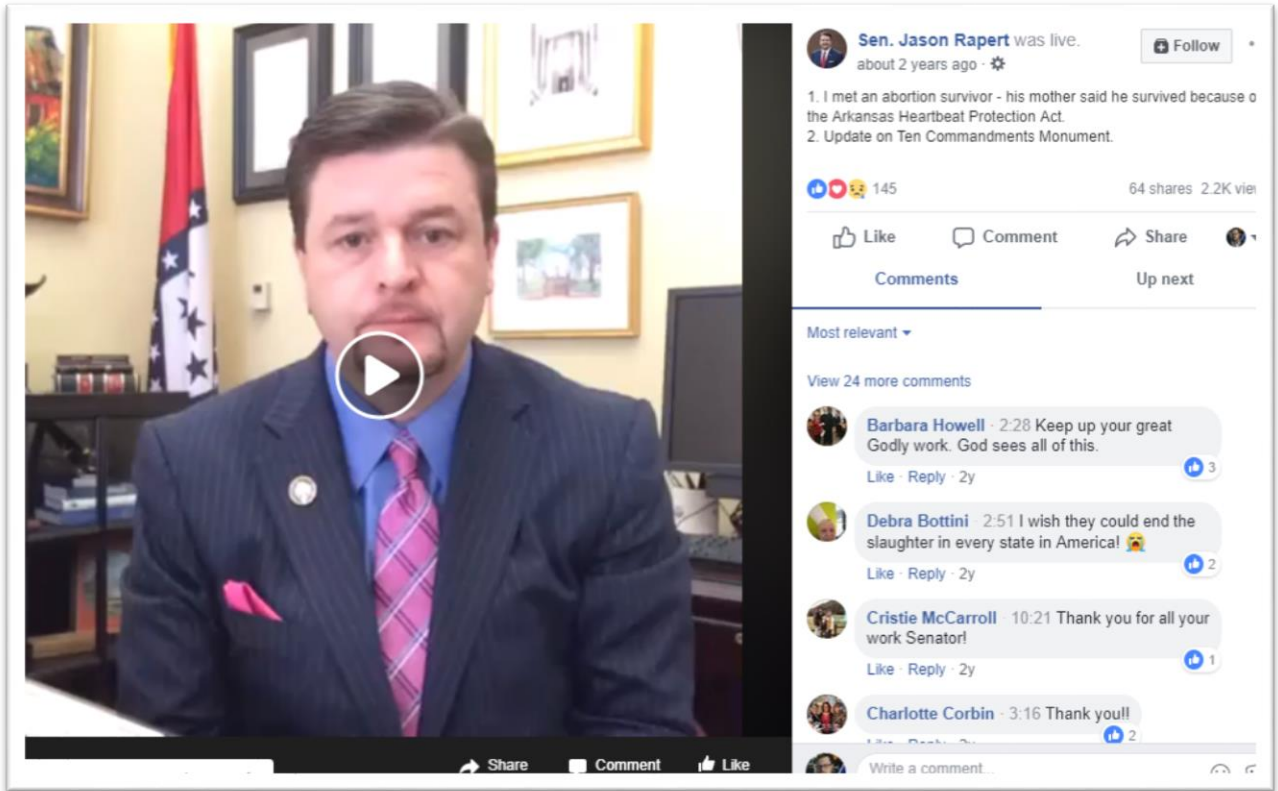 Sen. Jason Rapert was live.
Follow
about 2 years ago
1. I met an abortion survivor - his mother said he survived because o
the Arkansas Heartbeat Protection Act.
2. Update on Ten Commandments Monument.
145
64 shares 2.2K vie
Like Comment Share
Comments Up next
Most relevant
View 24 more comments
Barbara Howell · 2:28 Keep up your great
Godly work. God sees all of this.
3
Like · Reply · 2y
Debra Bottini · 2:51 I wish they could end the
slaughter in every state in America!
2
Like · Reply · 2y
Cristie McCarroll · 10:21 Thank you for all your
work Senator!
1
Like · Reply · 2y
Charlotte Corbin · 3:16 Thank you!!
2
Write a comment...
Share Comment Like